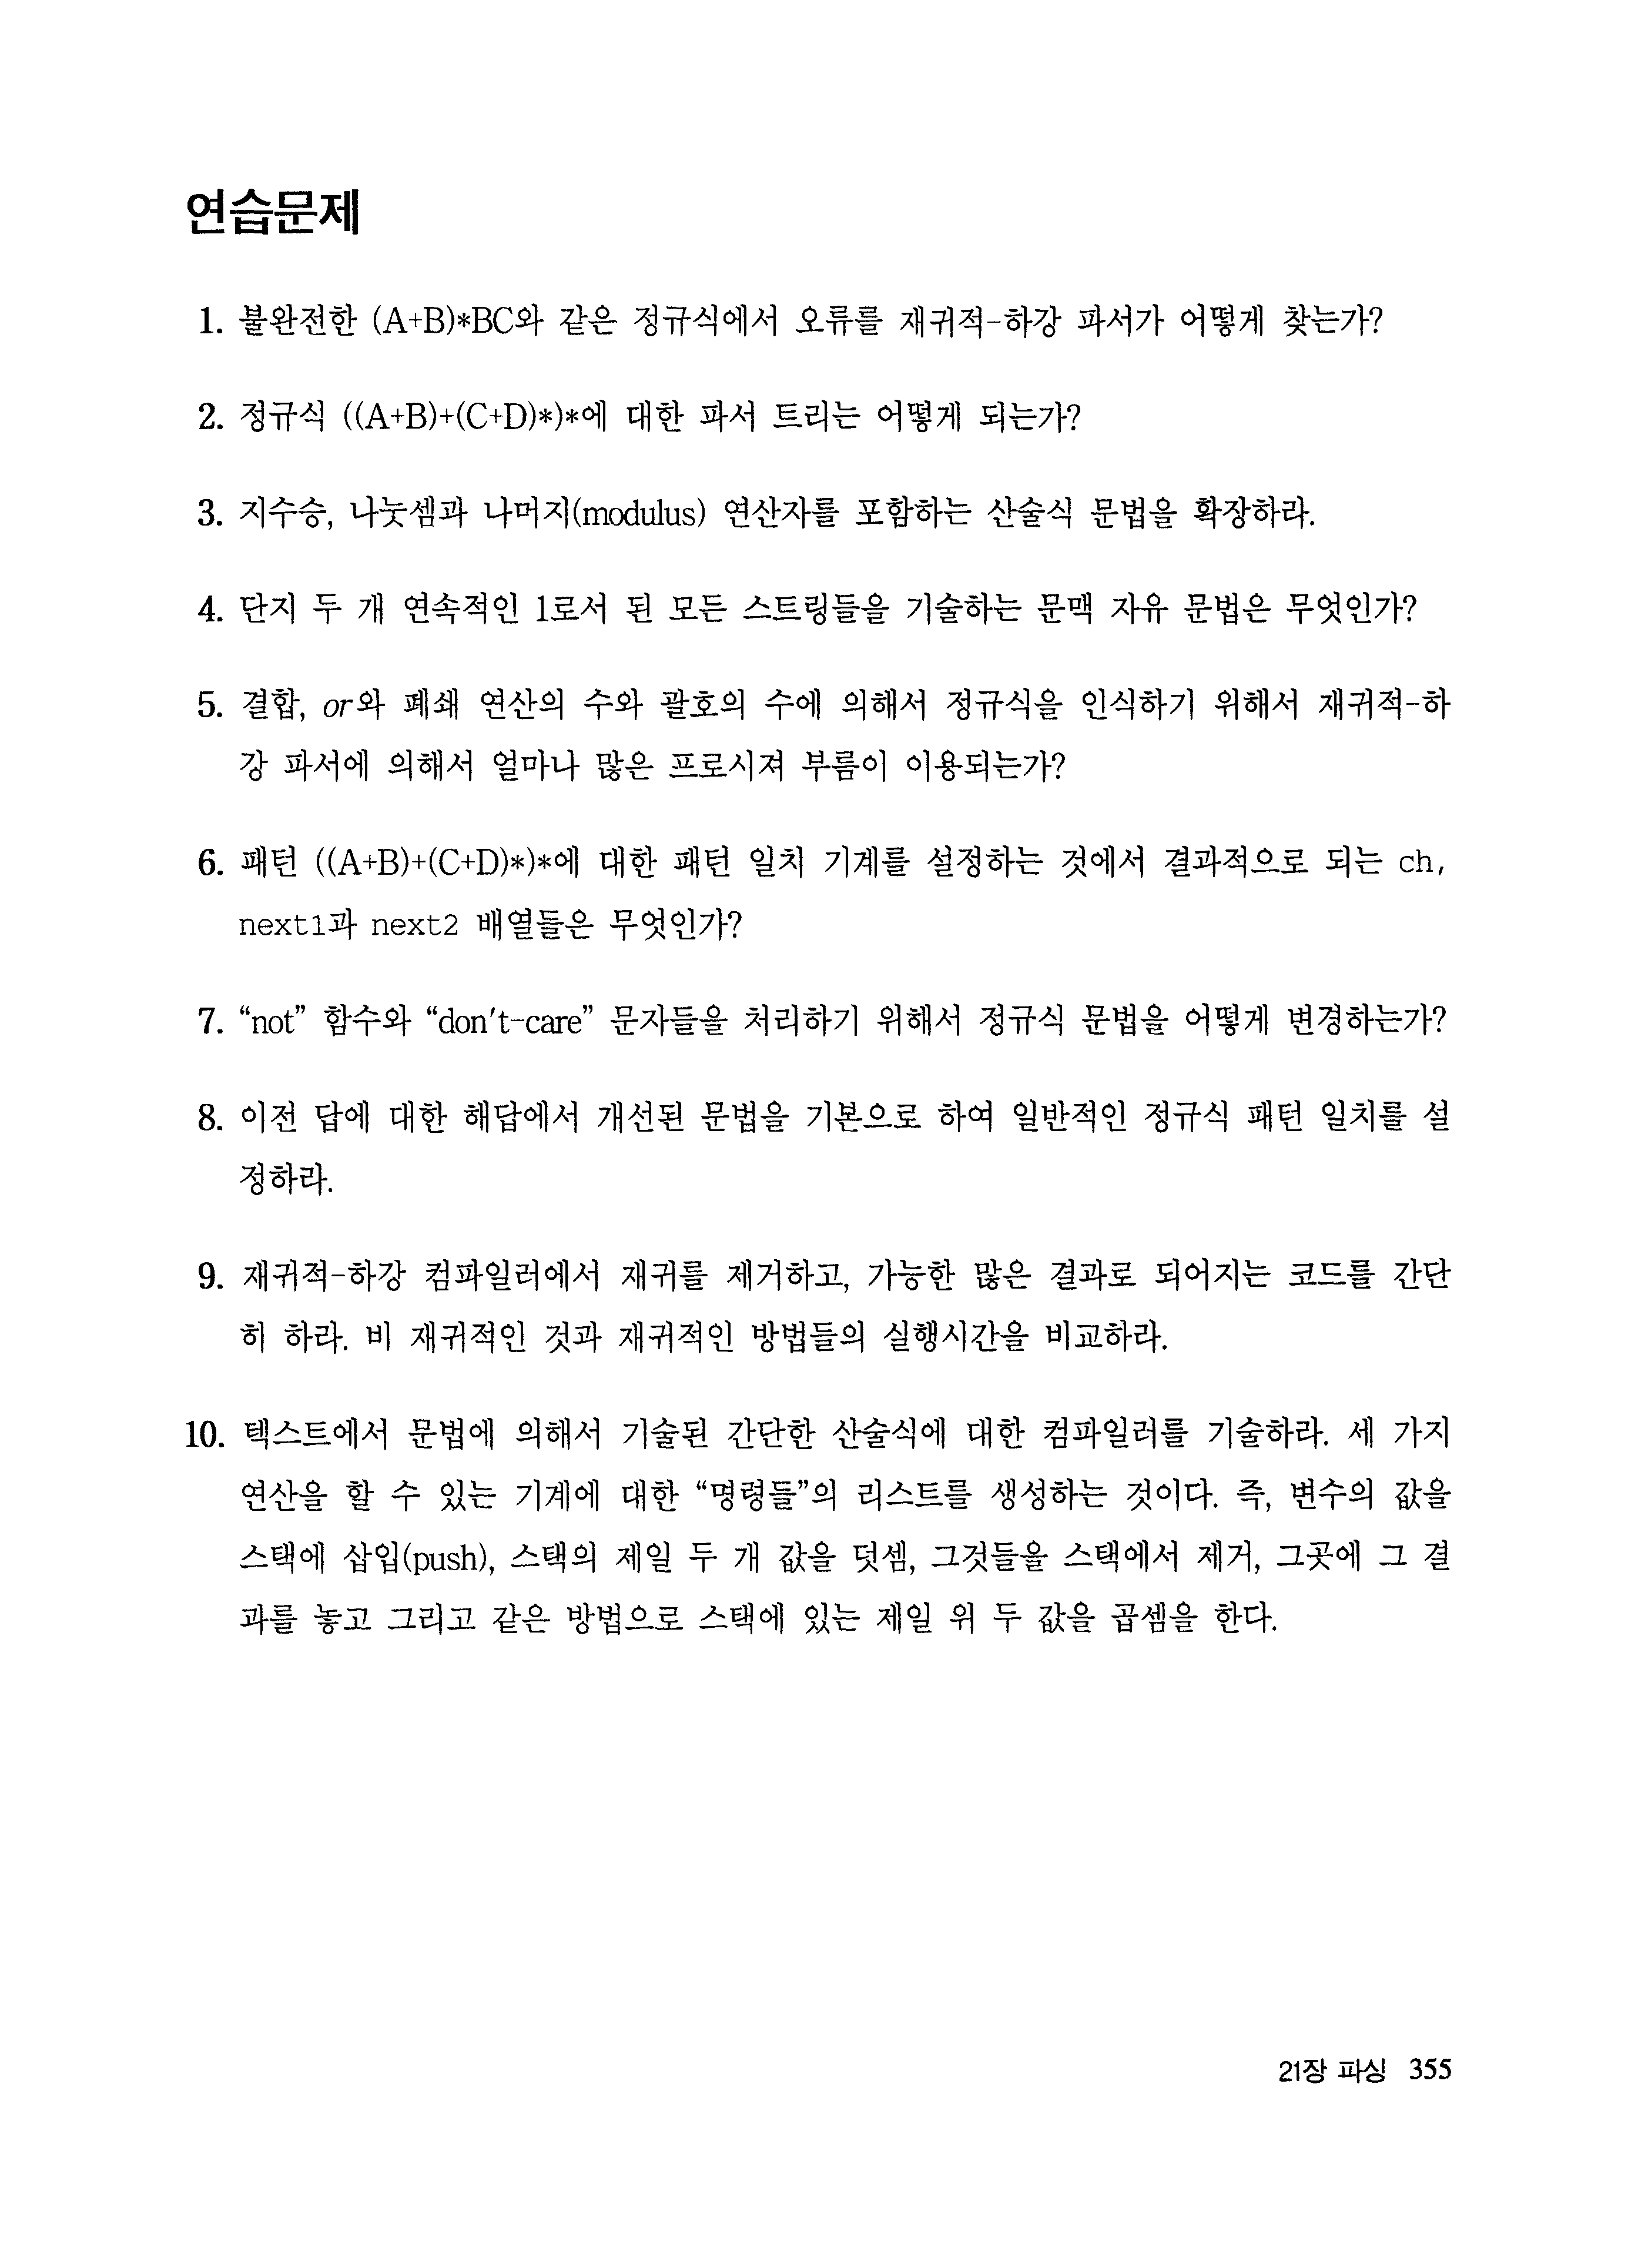 연습문제
1. 불완전한 (A+B)*BC와 같은 정규식에서 오류를 재귀적-하강 파서가 어떻게 찾는가?
2. 정규식 ((A+B)+(C+D)*)*에 대한 파서 트리는 어떻게 되는가?
3. 지수승, 나눗셈과 나머지(modulus) 연산자를 포함하는 산술식 문법을 확장하라.
4. 단지 두 개 연속적인 1로서 된 모든 스트링들을 기술하는 문맥 자유 문법은 무엇인가?
5. 결합, or와 폐쇄 연산의 수와 괄호의 수에 의해서 정규식을 인식하기 위해서 재귀적-하
강 파서에 의해서 얼마나 많은 프로시져 부름이 이용되는가?
6. 패턴 ((A+B)+(C+D)*)*에 대한 패턴 일치 기계를 설정하는 것에서 결과적으로 되는 ch,
next1과 next2 배열들은 무엇인가?
7. “not” 함수와 “don't-care” 문자들을 처리하기 위해서 정규식 문법을 어떻게 변경하는가?
8. 이전 답에 대한 해답에서 개선된 문법을 기본으로 하여 일반적인 정규식 패턴 일치를 설
정하라.
9. 재귀적-하강 컴파일러에서 재귀를 제거하고, 가능한 많은 결과로 되어지는 코드를 간단
히 하라. 비 재귀적인 것과 재귀적인 방법들의 실행시간을 비교하라.
10. 텍스트에서 문법에 의해서 기술된 간단한 산술식에 대한 컴파일러를 기술하라. 세 가지
연산을 할 수 있는 기계에 대한 “명령들”의 리스트를 생성하는 것이다. 즉, 변수의 값을
스택에 삽입(push), 스택의 제일 두 개 값을 덧셈, 그것들을 스택에서 제거, 그곳에 그 결
과를 놓고 그리고 같은 방법으로 스택에 있는 제일 위 두 값을 곱셈을 한다.
21장 파싱 355